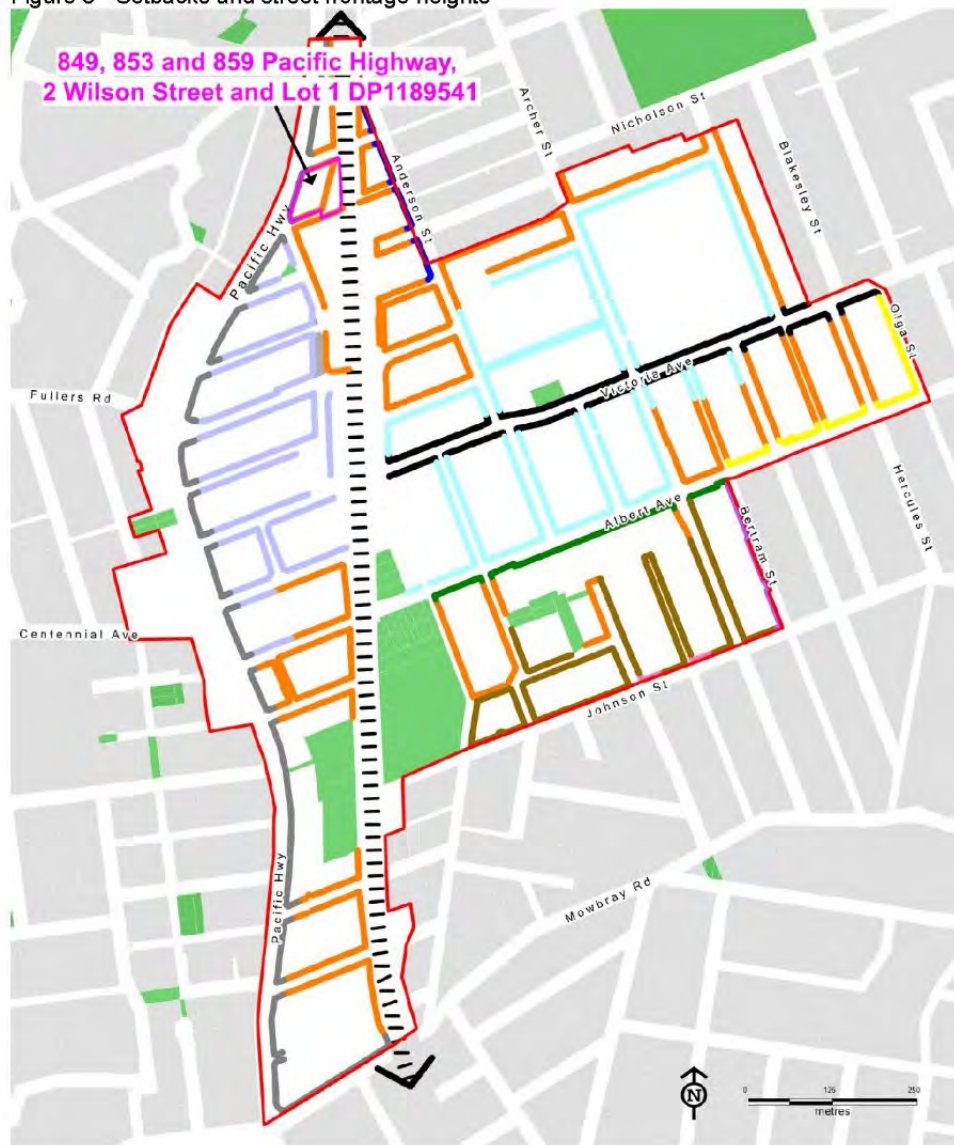 Figure 3 - Setbacks and street frontage heights
849, 853 and 859 Pacific Highway,
2 Wilson Street and Lot 1 DP1189541
Archer St
Nicholson St
Anderson St
Blakesley St
Pacific Hwy
Olga St
Victoria Ave
Fullers Rd
Hercules St
Albert Ave
Bertram St
Centennial Ave
Johnson St
Mowbray Rd
Pacific Hwy
N
0 125 250
metres